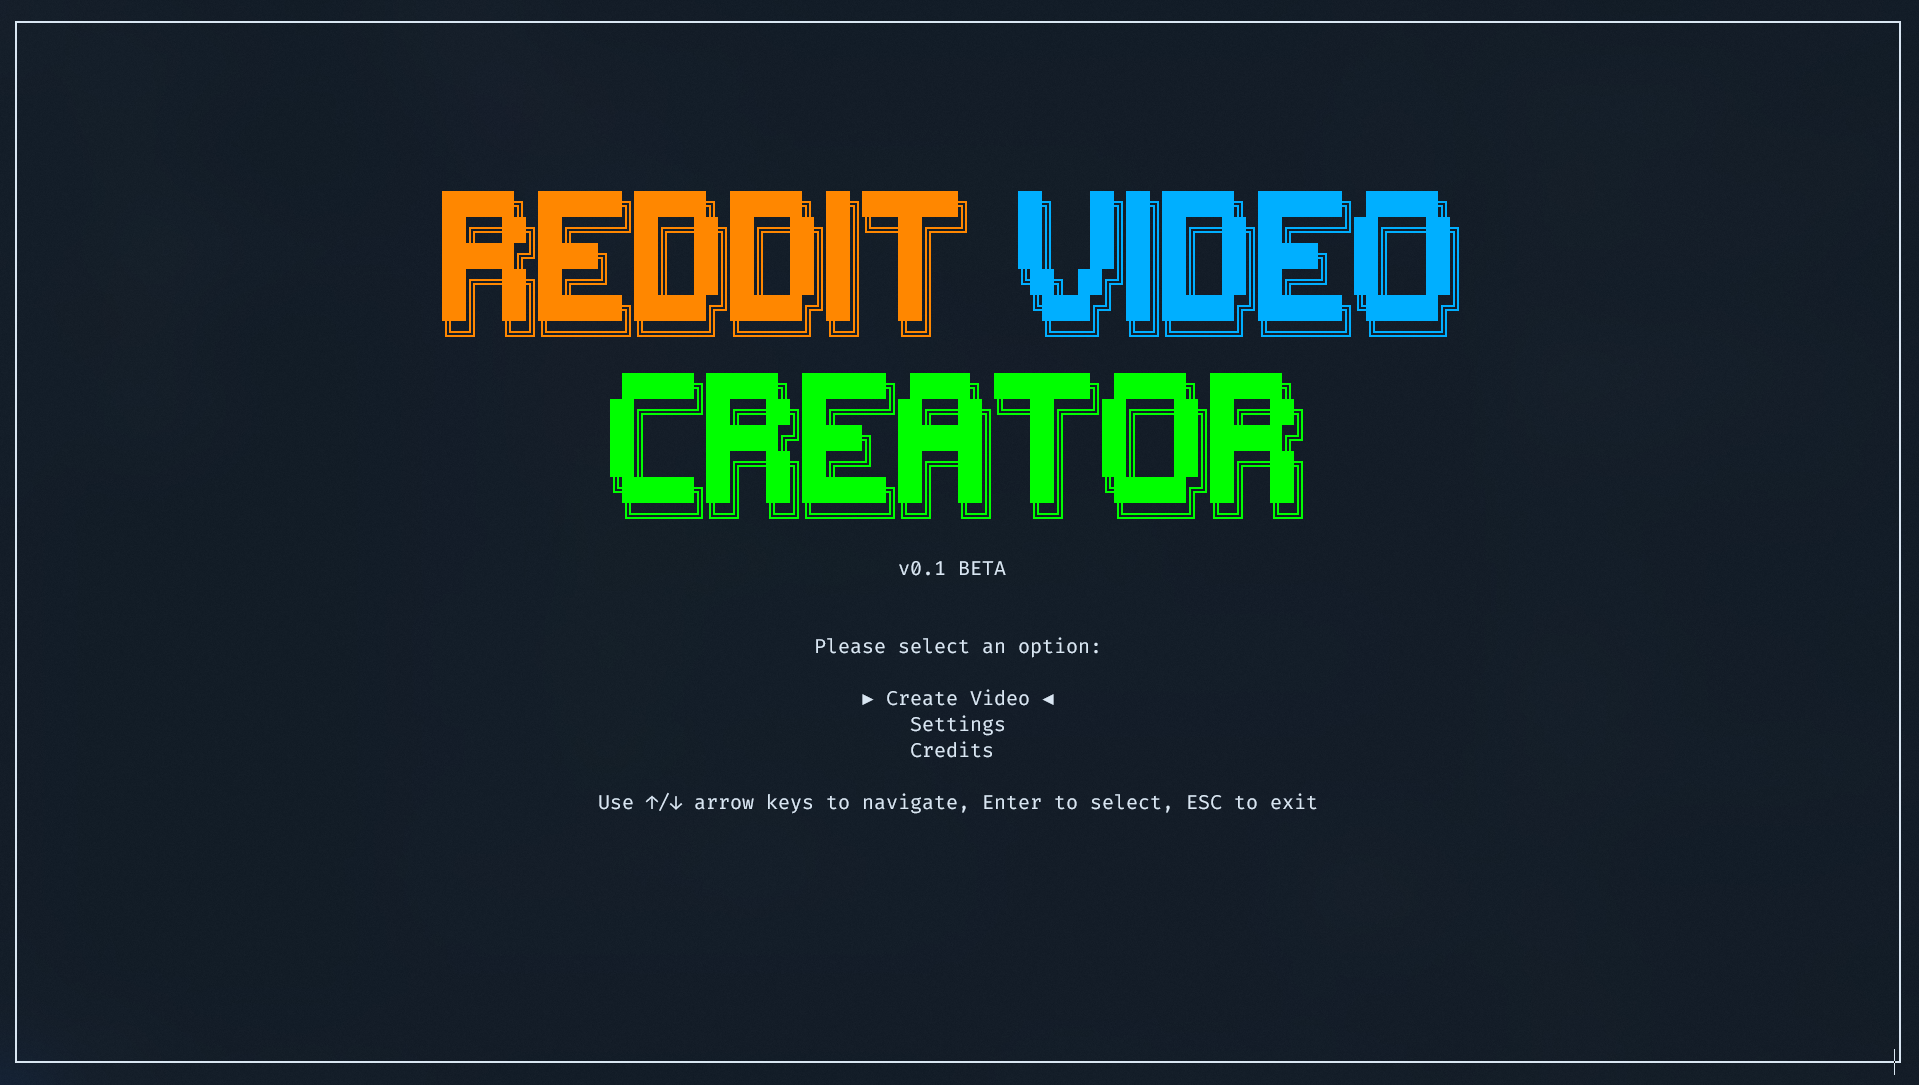 REDDIT VIDEO
CREATOR
v0.1 BETA
Please select an option:
▶ Create Video ◀
Settings
Credits
Use ↑/↓ arrow keys to navigate, Enter to select, ESC to exit